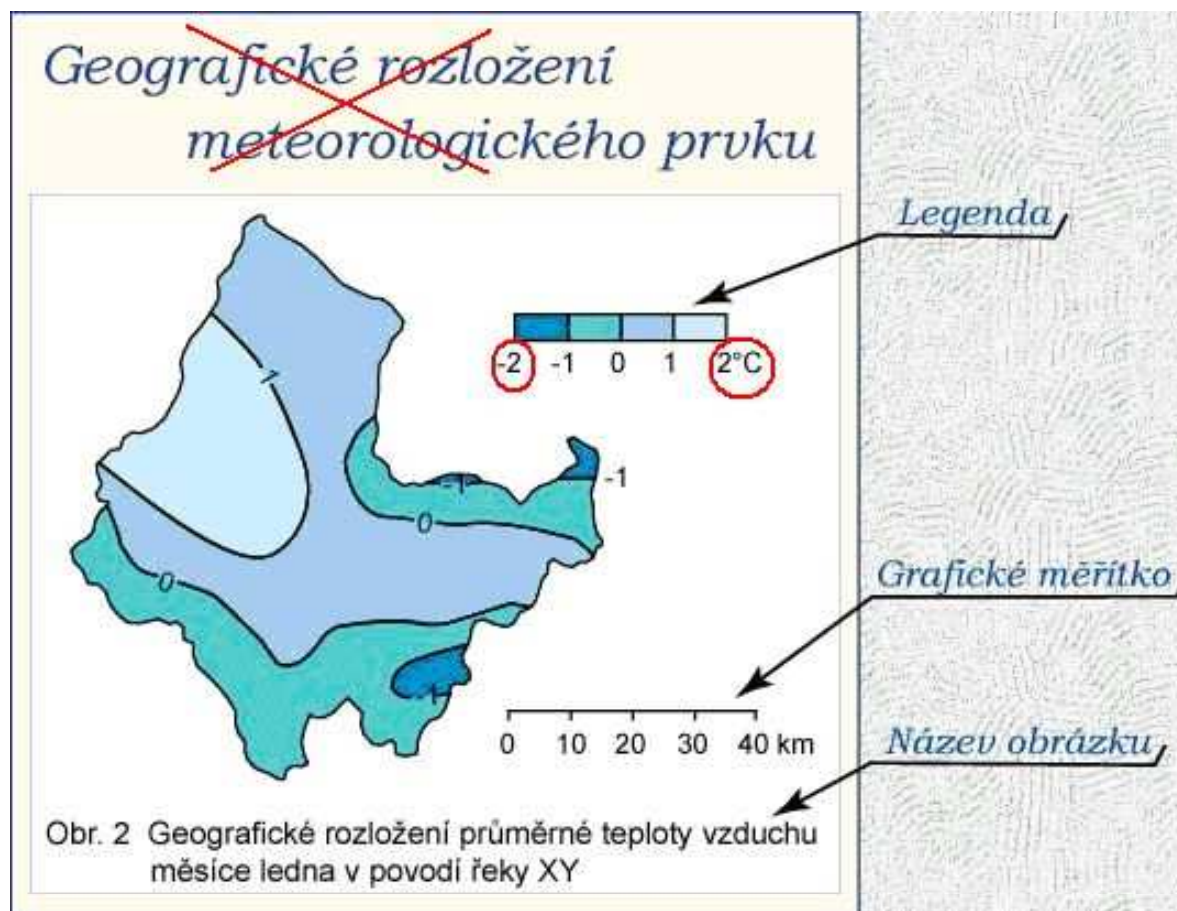 Geografické rozložení
meteorologického prvku
Legenda
-2 -1 0 1 2°C
1
-1
-1
0
0
-1
Grafické měřítko
0 10 20 30 40 km
Název obrázku
Obr. 2 Geografické rozložení průměrné teploty vzduchu
měsíce ledna v povodí řeky XY